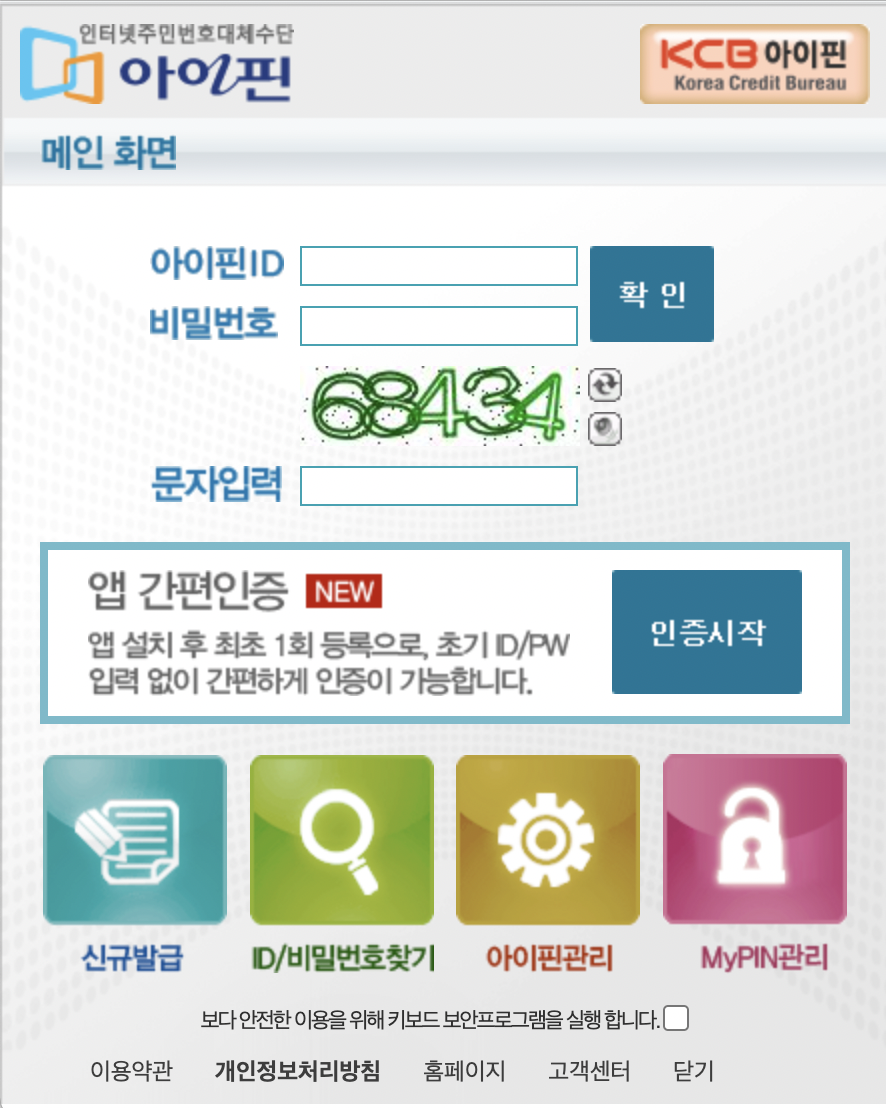 인터넷주민번호대체수단
아이핀
KCB 아이핀
Korea Credit Bureau
메인 화면
아이핀ID
확 인
비밀번호
68434
문자입력
앱 간편인증 NEW
앱 설치 후 최초 1회 등록으로, 초기 ID/PW
입력 없이 간편하게 인증이 가능합니다.
인증시작
신규발급
ID/비밀번호찾기
아이핀관리
MyPIN관리
보다 안전한 이용을 위해 키보드 보안프로그램을 실행 합니다.
이용약관 개인정보처리방침 홈페이지 고객센터 닫기